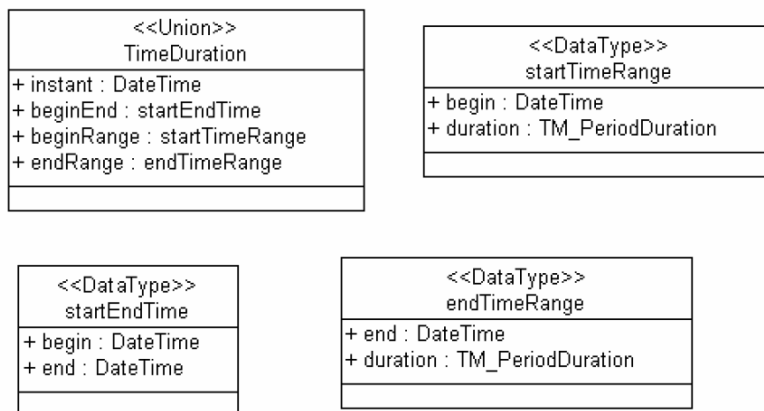 <<Union>>
TimeDuration
+ instant : DateTime
+ beginEnd : startEndTime
+ beginRange : startTimeRange
+ endRange : endTimeRange
<<DataType>>
startTimeRange
+ begin : DateTime
+ duration : TM_PeriodDuration
<<DataType>>
startEndTime
+ begin : DateTime
+ end : DateTime
<<DataType>>
endTimeRange
+ end : DateTime
+ duration : TM_PeriodDuration